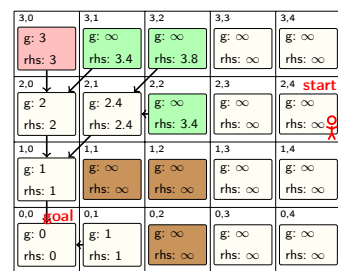 3,0 3,1 3,2 3,3 3,4
g: 3 g: ∞ g: ∞ g: ∞ g: ∞
rhs: 3 rhs: 3.4 rhs: 3.8 rhs: ∞ rhs: ∞
2,0 2,1 2,2 2,3 2,4 start
g: 2 g: 2.4 g: ∞ g: ∞ g: ∞
rhs: 2 rhs: 2.4 rhs: 3.4 rhs: ∞ rhs: ∞
1,0 1,1 1,2 1,3 1,4
g: 1 g: ∞ g: ∞ g: ∞ g: ∞
rhs: 1 rhs: ∞ rhs: ∞ rhs: ∞ rhs: ∞
0,0 goal 0,1 0,2 0,3 0,4
g: 0 g: 1 g: ∞ g: ∞ g: ∞
rhs: 0 rhs: 1 rhs: ∞ rhs: ∞ rhs: ∞